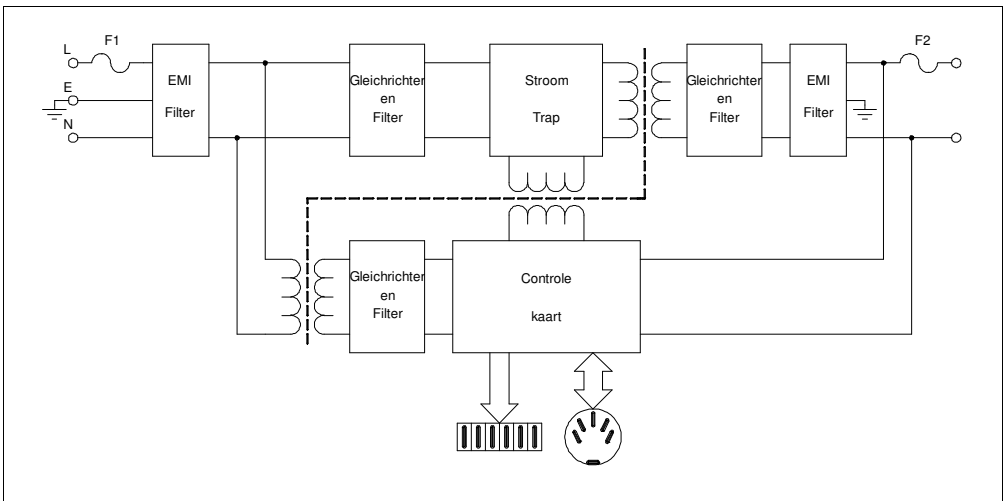 L
F1
E
N
EMI
Filter
Gleichrichter
en
Filter
Stroom
Trap
Gleichrichter
en
Filter
EMI
Filter
F2
Gleichrichter
en
Filter
Controle
kaart